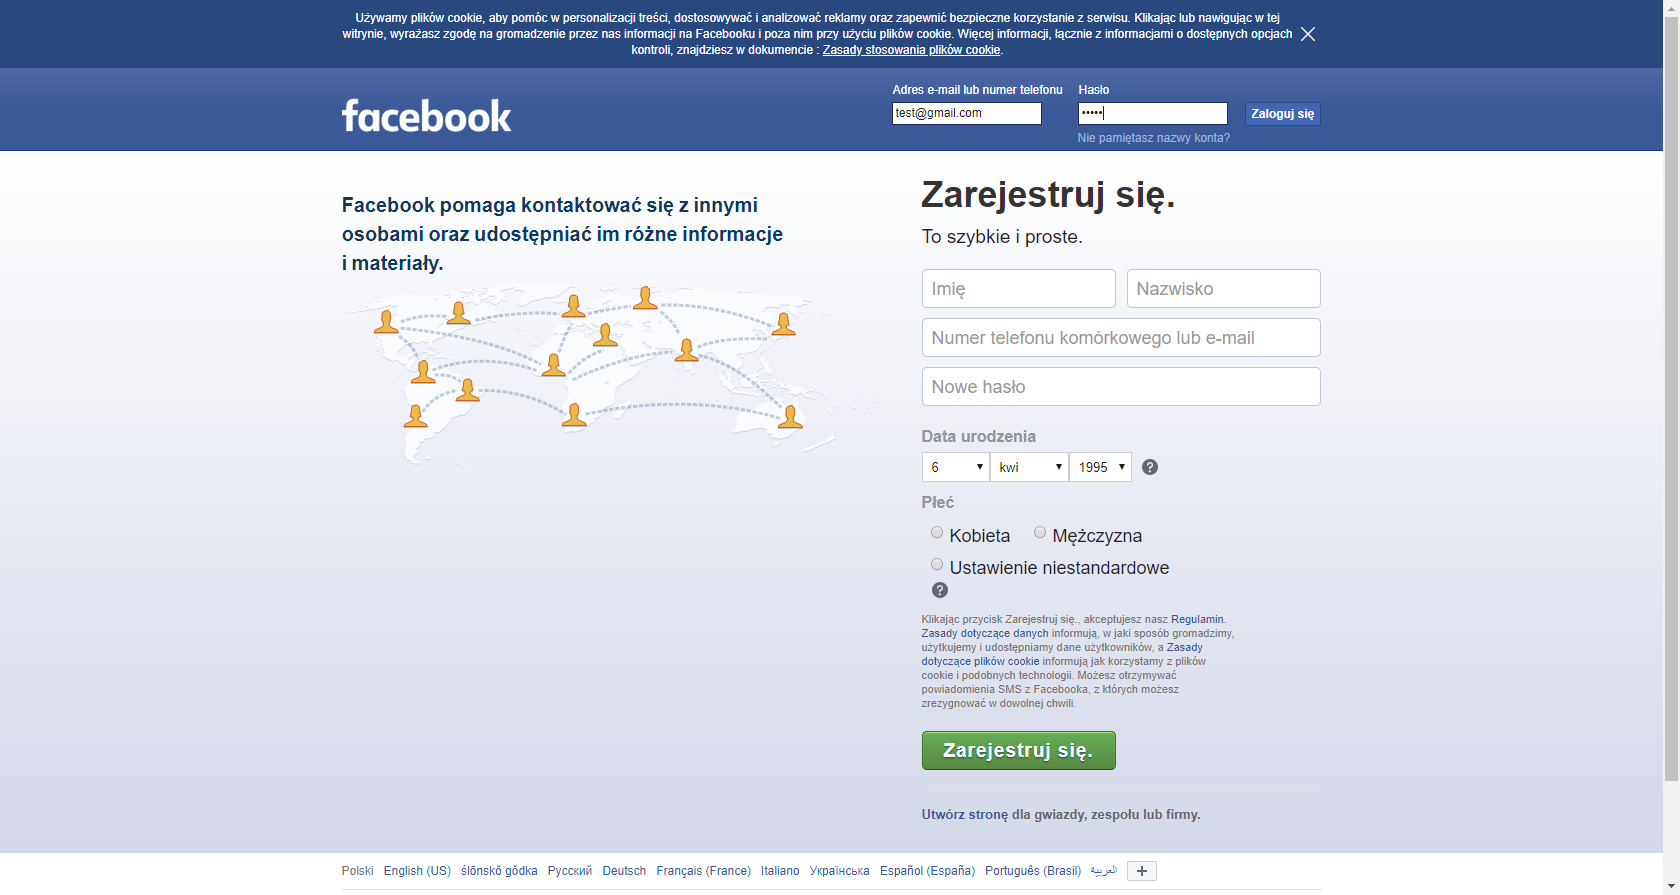 Używamy plików cookie, aby pomóc w personalizacji treści, dostosowywać i analizować reklamy oraz zapewnić bezpieczne korzystanie z serwisu. Klikając lub nawigując w tej
witrynie, wyrażasz zgodę na gromadzenie przez nas informacji na Facebooku i poza nim przy użyciu plików cookie. Więcej informacji, łącznie z informacjami o dostępnych opcjach
kontroli, znajdziesz w dokumencie : Zasady stosowania plików cookie.
facebook
Adres e-mail lub numer telefonu Hasło
test@gmail.com ••••• Zaloguj się
Nie pamiętasz nazwy konta?
Facebook pomaga kontaktować się z innymi
osobami oraz udostępniać im różne informacje
i materiały.
Zarejestruj się.
To szybkie i proste.
Imię Nazwisko
Numer telefonu komórkowego lub e-mail
Nowe hasło
Data urodzenia
6 kwi 1995 ?
Płeć
Kobieta Mężczyzna
Ustawienie niestandardowe
?
Klikając przycisk Zarejestruj się., akceptujesz nasz Regulamin.
Zasady dotyczące danych informują, w jaki sposób gromadzimy,
użytkujemy i udostępniamy dane użytkowników, a Zasady
dotyczące plików cookie informują jak korzystamy z plików
cookie i podobnych technologii. Możesz otrzymywać
powiadomienia SMS z Facebooka, z których możesz
zrezygnować w dowolnej chwili.
Zarejestruj się.
Utwórz stronę dla gwiazdy, zespołu lub firmy.
Polski English (US) ślōnskŏ gŏdka Русский Deutsch Français (France) Italiano Українська Español (España) Português (Brasil) العربية +